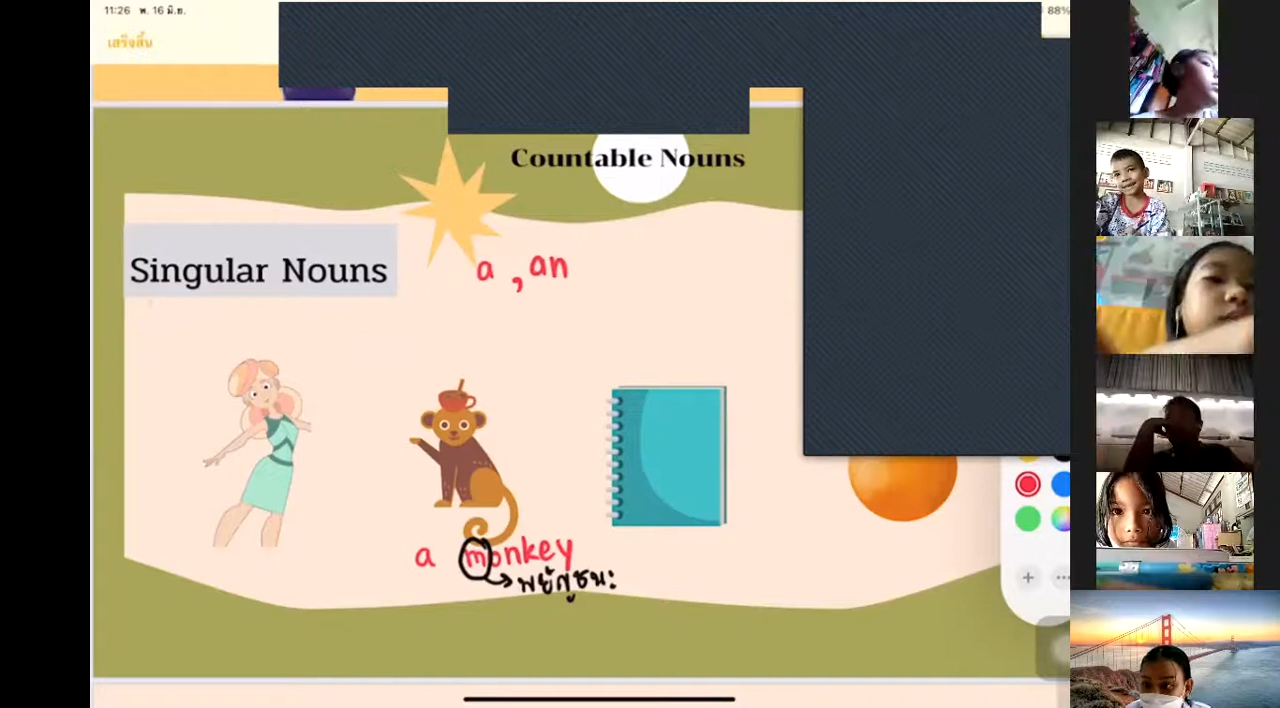 11:26 พ. 16 มิ.ย.
88%
เสร็จสิ้น
Countable Nouns
Singular Nouns
a , an
a monkey
พยัญชนะ